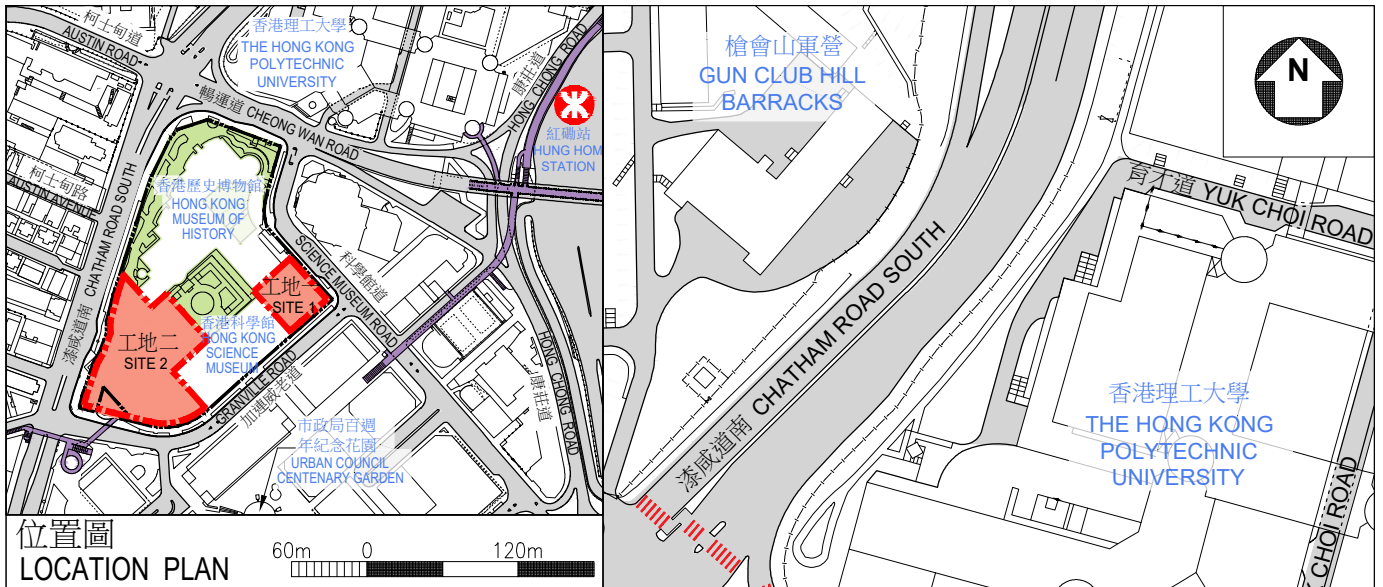 柯士甸道
AUSTIN ROAD
香港理工大學
THE HONG KONG
POLYTECHNIC
UNIVERSITY
康莊道
HONG CHONG ROAD
暢運道 CHEONG WAN ROAD
紅磡站
HUNG HOM
STATION
柯士甸路
AUSTIN AVENUE
香港歷史博物館
HONG KONG
MUSEUM OF
HISTORY
漆咸道南 CHATHAM ROAD SOUTH
科學館道
SCIENCE MUSEUM ROAD
工地一
SITE 1
工地二
SITE 2
香港科學館
HONG KONG
SCIENCE
MUSEUM
GRANVILLE ROAD
加連威老道
康莊道
HONG CHONG ROAD
市政局百週
年紀念花園
URBAN COUNCIL
CENTENARY GARDEN
位置圖
LOCATION PLAN
60m 0 120m
槍會山軍營
GUN CLUB HILL
BARRACKS
N
育才道 YUK CHOI ROAD
漆咸道南 CHATHAM ROAD SOUTH
香港理工大學
THE HONG KONG
POLYTECHNIC
UNIVERSITY
CHOI ROAD